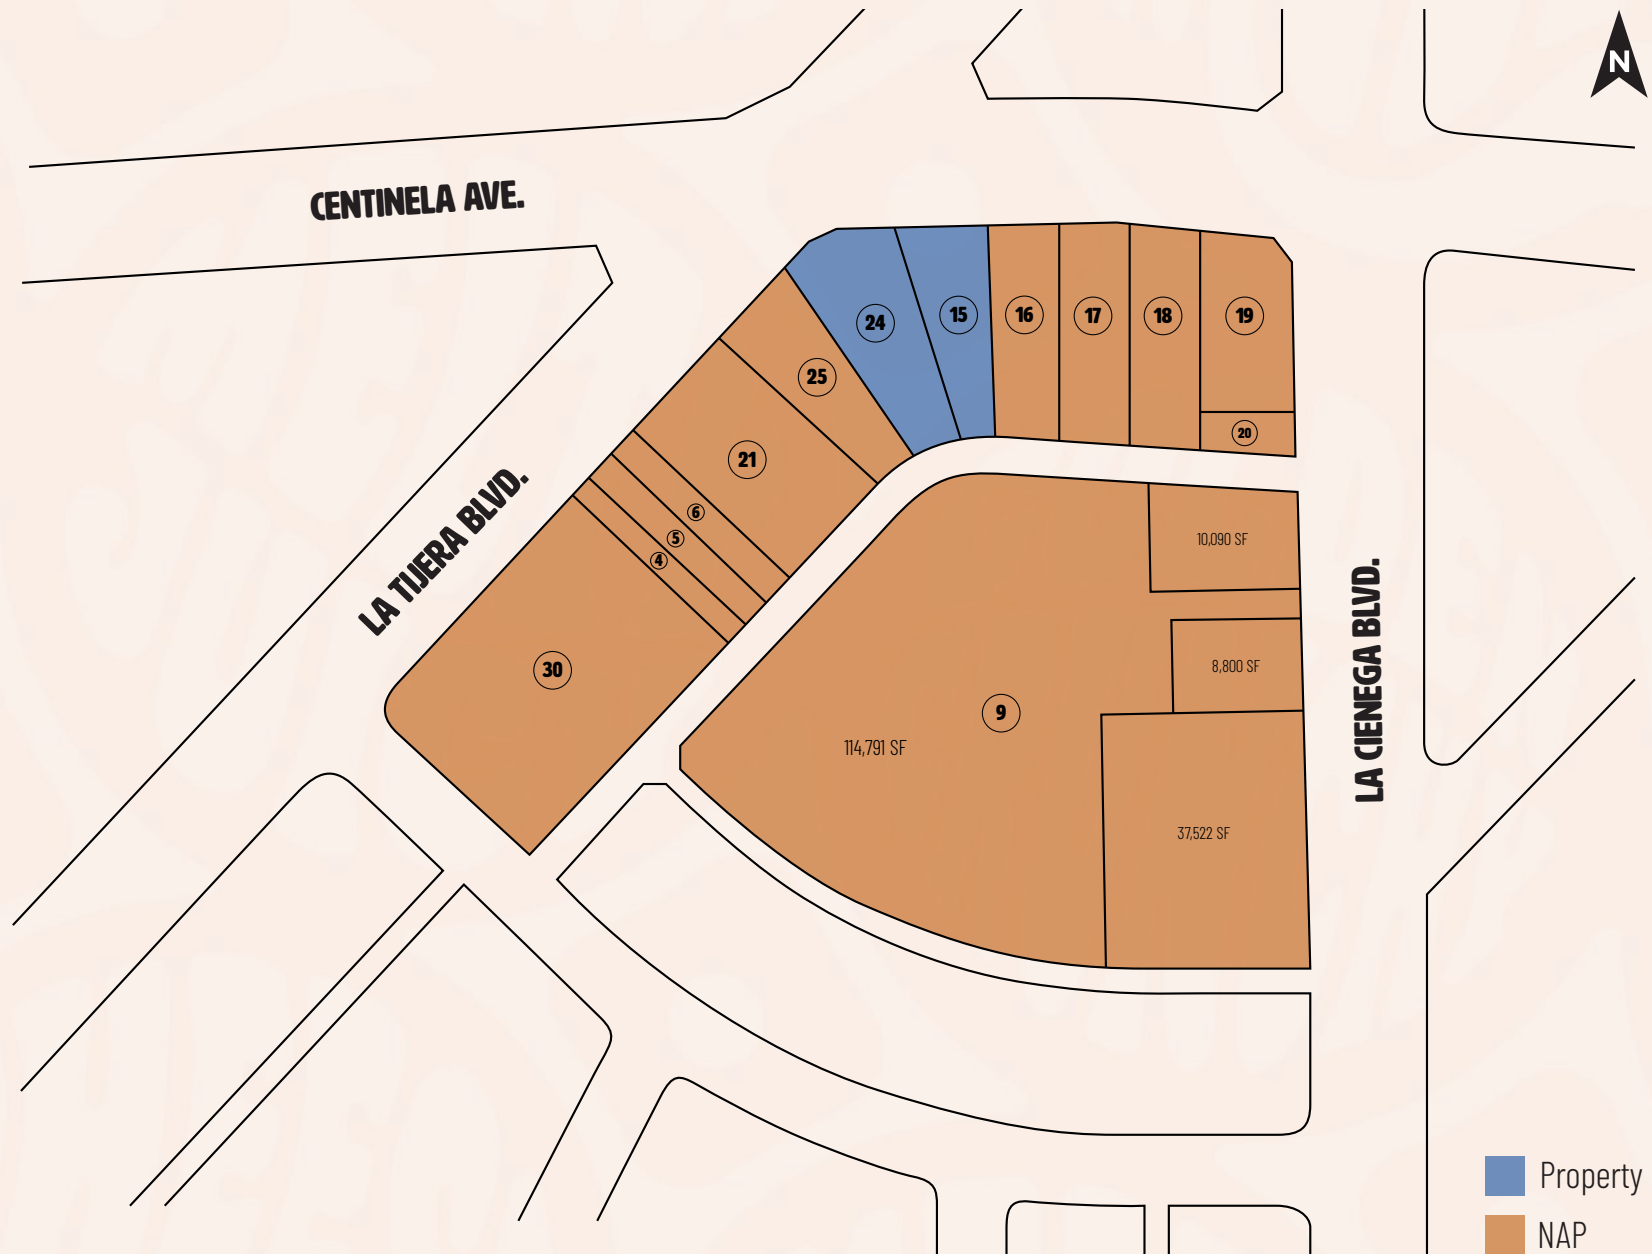 N
CENTINELA AVE.
24
15
16
17
18
19
25
20
21
6
5
4
LA TIJERA BLVD.
10,090 SF
30
8,800 SF
9
114,791 SF
LA CIENEGA BLVD.
37,522 SF
Property
NAP